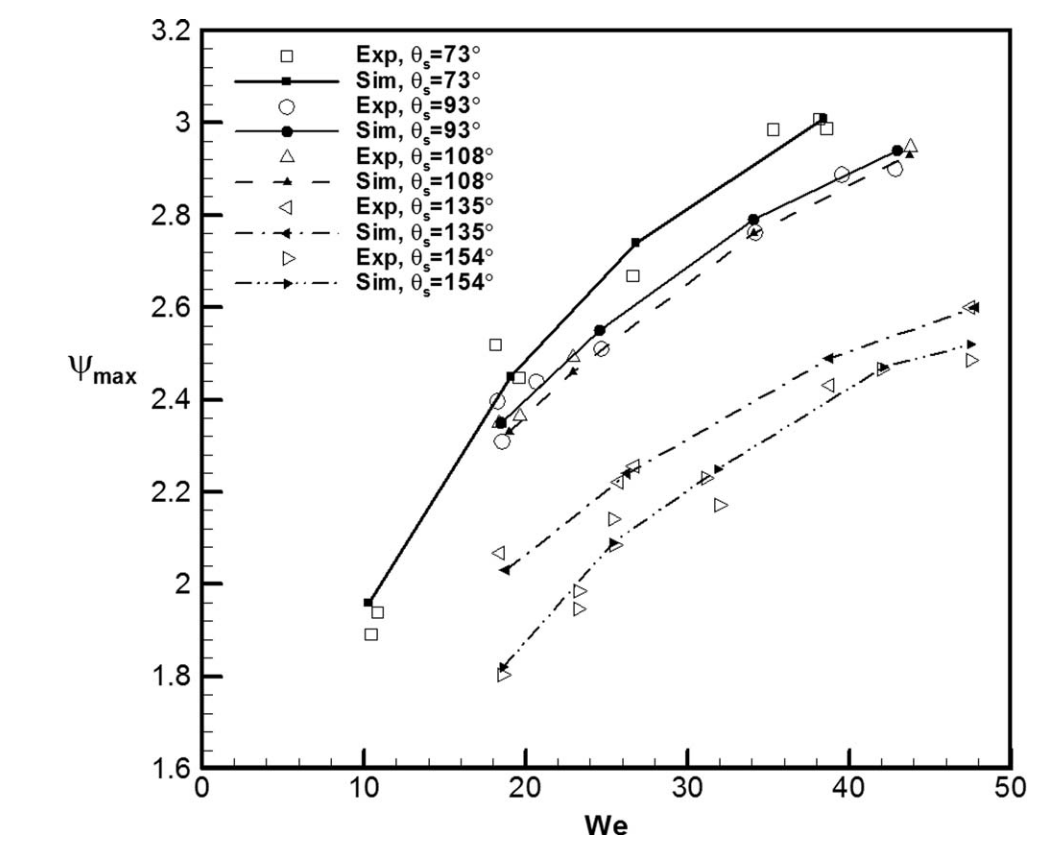 3.2
3
2.8
2.6
2.4
2.2
2
1.8
1.6
ψmax
Exp, θs=73°
Sim, θs=73°
Exp, θs=93°
Sim, θs=93°
Exp, θs=108°
Sim, θs=108°
Exp, θs=135°
Sim, θs=135°
Exp, θs=154°
Sim, θs=154°
0 10 20 30 40 50
We